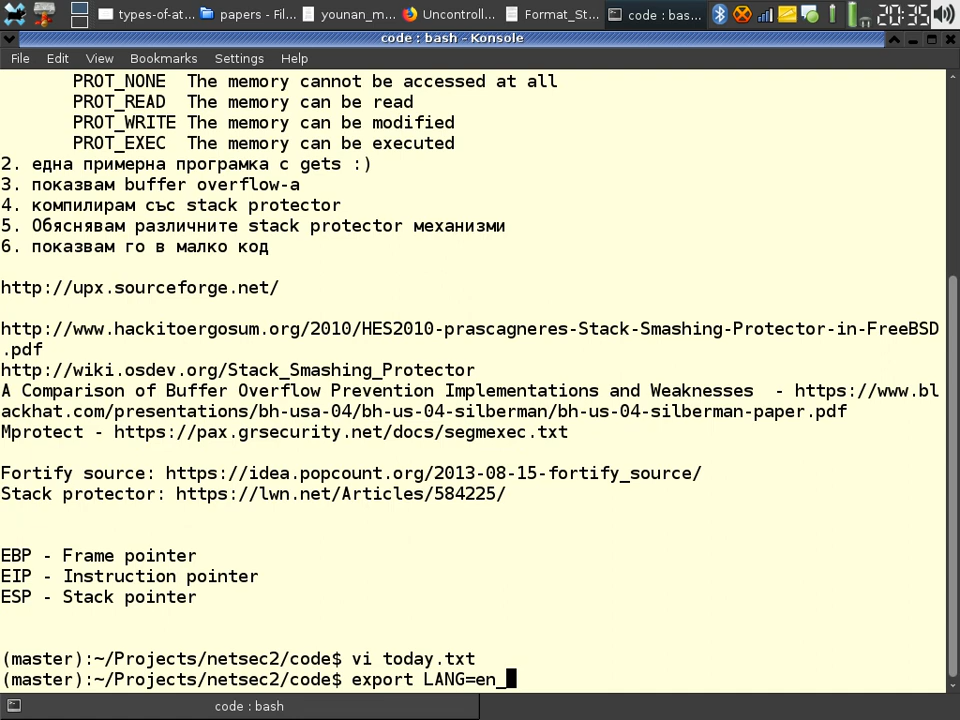 types-of-at...
papers - Fil...
younan_m...
Uncontroll...
Format_St...
code : bas...
20:35
code : bash - Konsole
File Edit View Bookmarks Settings Help
PROT_NONE The memory cannot be accessed at all
PROT_READ The memory can be read
PROT_WRITE The memory can be modified
PROT_EXEC The memory can be executed
2. една примерна програмка с gets :)
3. показвам buffer overflow-а
4. компилирам със stack protector
5. Обяснявам различните stack protector механизми
6. показвам го в малко код
http://upx.sourceforge.net/
http://www.hackitoergosum.org/2010/HES2010-prascagneres-Stack-Smashing-Protector-in-FreeBSD
.pdf
http://wiki.osdev.org/Stack_Smashing_Protector
A Comparison of Buffer Overflow Prevention Implementations and Weaknesses - https://www.bl
ackhat.com/presentations/bh-usa-04/bh-us-04-silberman/bh-us-04-silberman-paper.pdf
Mprotect - https://pax.grsecurity.net/docs/segmexec.txt
Fortify source: https://idea.popcount.org/2013-08-15-fortify_source/
Stack protector: https://lwn.net/Articles/584225/
EBP - Frame pointer
EIP - Instruction pointer
ESP - Stack pointer
(master):~/Projects/netsec2/code$ vi today.txt
(master):~/Projects/netsec2/code$ export LANG=en_
code : bash